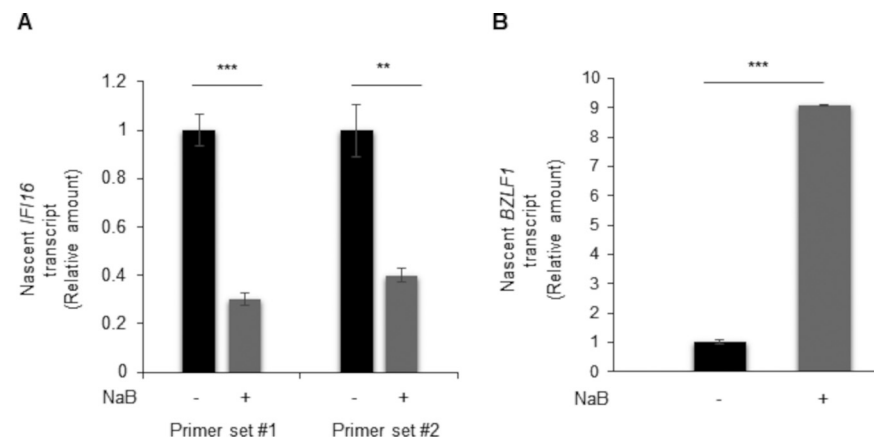 A
Nascent IFI16
transcript
(Relative amount)
1.2
1
0.8
0.6
0.4
0.2
0
***
**
NaB
- + - +
Primer set #1 Primer set #2
B
Nascent BZLF1
transcript
(Relative amount)
10
9
8
7
6
5
4
3
2
1
0
***
NaB
- +